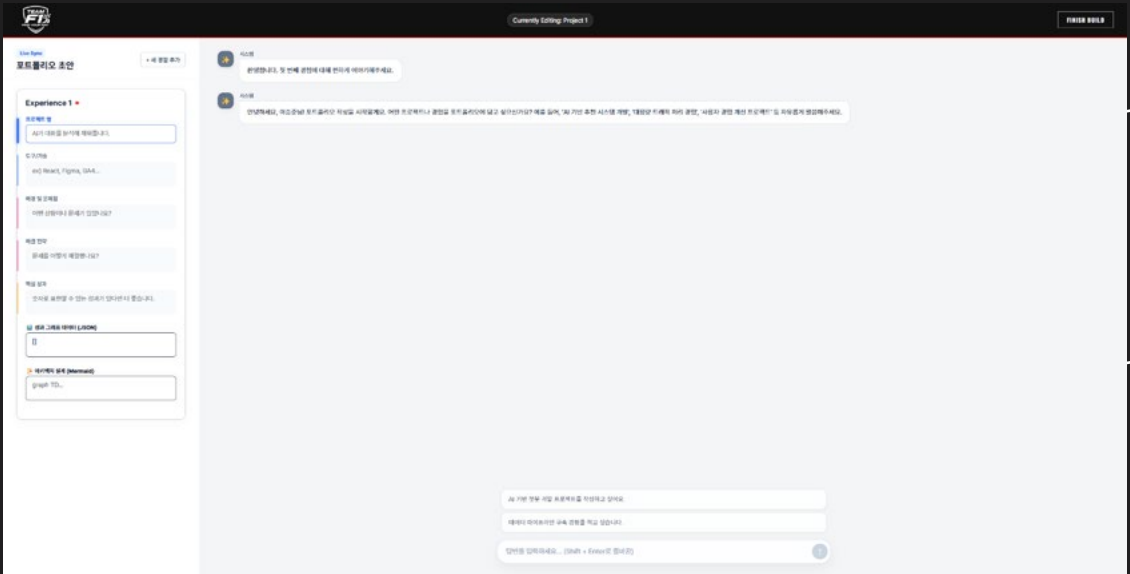 TEAM
F1
Currently Editing: Project 1
FINISH BUILD
Live Sync
포트폴리오 초안
+ 새 경험 추가
Experience 1
프로젝트 명
AI가 대화를 분석해 채워줍니다.
도구/기술
ex) React, Figma, GA4...
배경 및 문제점
어떤 상황이나 문제가 있었나요?
해결 전략
문제를 어떻게 해결했나요?
핵심 성과
숫자로 표현할 수 있는 성과가 있다면 더 좋습니다.
성과 그래프 데이터 (JSON)
[]
아키텍처 설계 (Mermaid)
graph TD...
시스템
환영합니다. 첫 번째 경험에 대해 편하게 이야기해주세요.
시스템
안녕하세요, 포트폴리오 작성을 시작할게요. 어떤 프로젝트나 경험을 포트폴리오에 담고 싶으신가요? 예를 들어, 'AI 기반 추천 시스템 개발', '대용량 트래픽 처리 경험', '사용자 경험 개선 프로젝트' 등 자유롭게 말씀해주세요.
AI 기반 챗봇 개발 프로젝트를 작성하고 싶어요.
데이터 파이프라인 구축 경험을 적고 싶습니다.
답변을 입력하세요... (Shift + Enter로 줄바꿈)